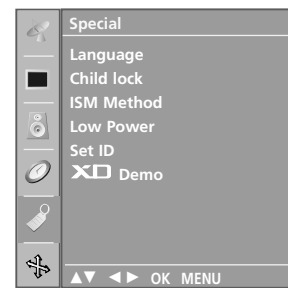 Special
Language
Child lock
ISM Method
Low Power
Set ID
XD Demo
▲▼ ◄► OK MENU